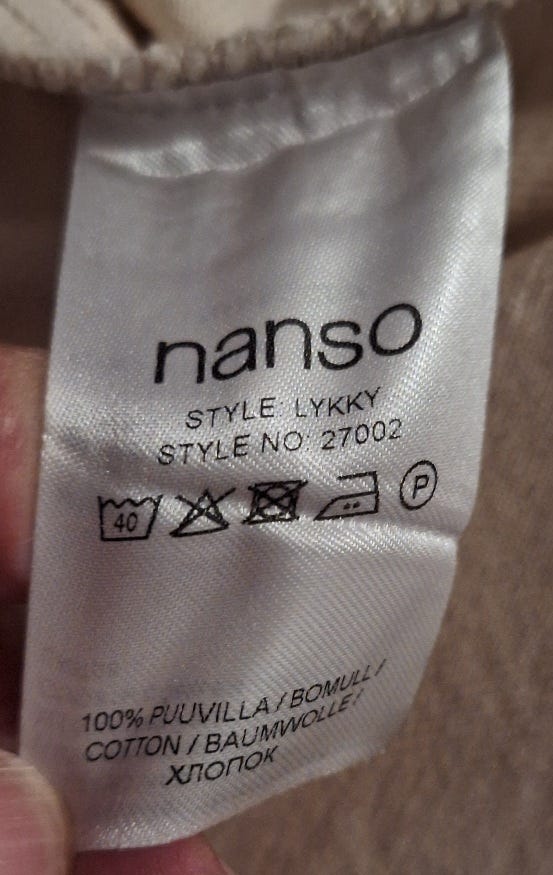 nanso
STYLE: LYKKY
STYLE NO: 27002
40 P
100% PUUVILLA / BOMULL /
COTTON / BAUMWOLLE /
ХЛОПОК